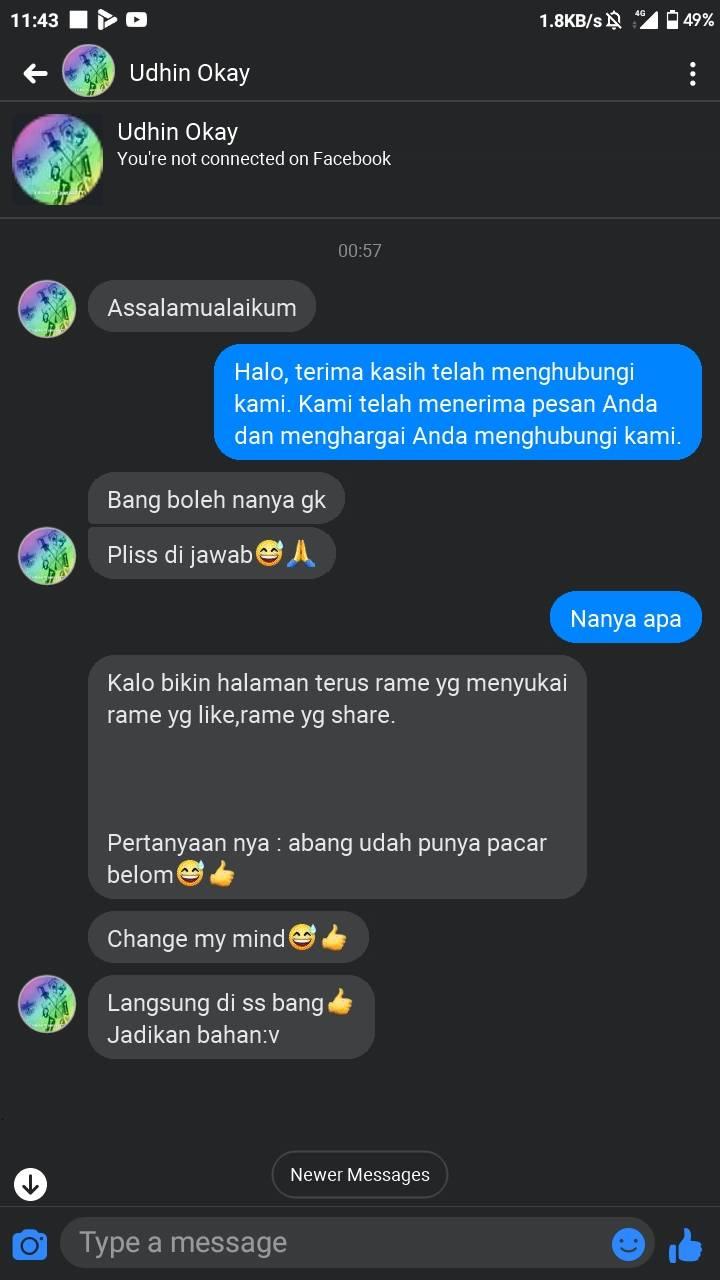 11:43
1.8KB/s
4G
49%
Udhin Okay
Udhin Okay
You're not connected on Facebook
00:57
Assalamualaikum
Halo, terima kasih telah menghubungi
kami. Kami telah menerima pesan Anda
dan menghargai Anda menghubungi kami.
Bang boleh nanya gk
Pliss di jawab😅🙏
Nanya apa
Kalo bikin halaman terus rame yg menyukai
rame yg like,rame yg share.
Pertanyaan nya : abang udah punya pacar
belom😅👍
Change my mind😅👍
Langsung di ss bang👍
Jadikan bahan:v
Newer Messages
Type a message